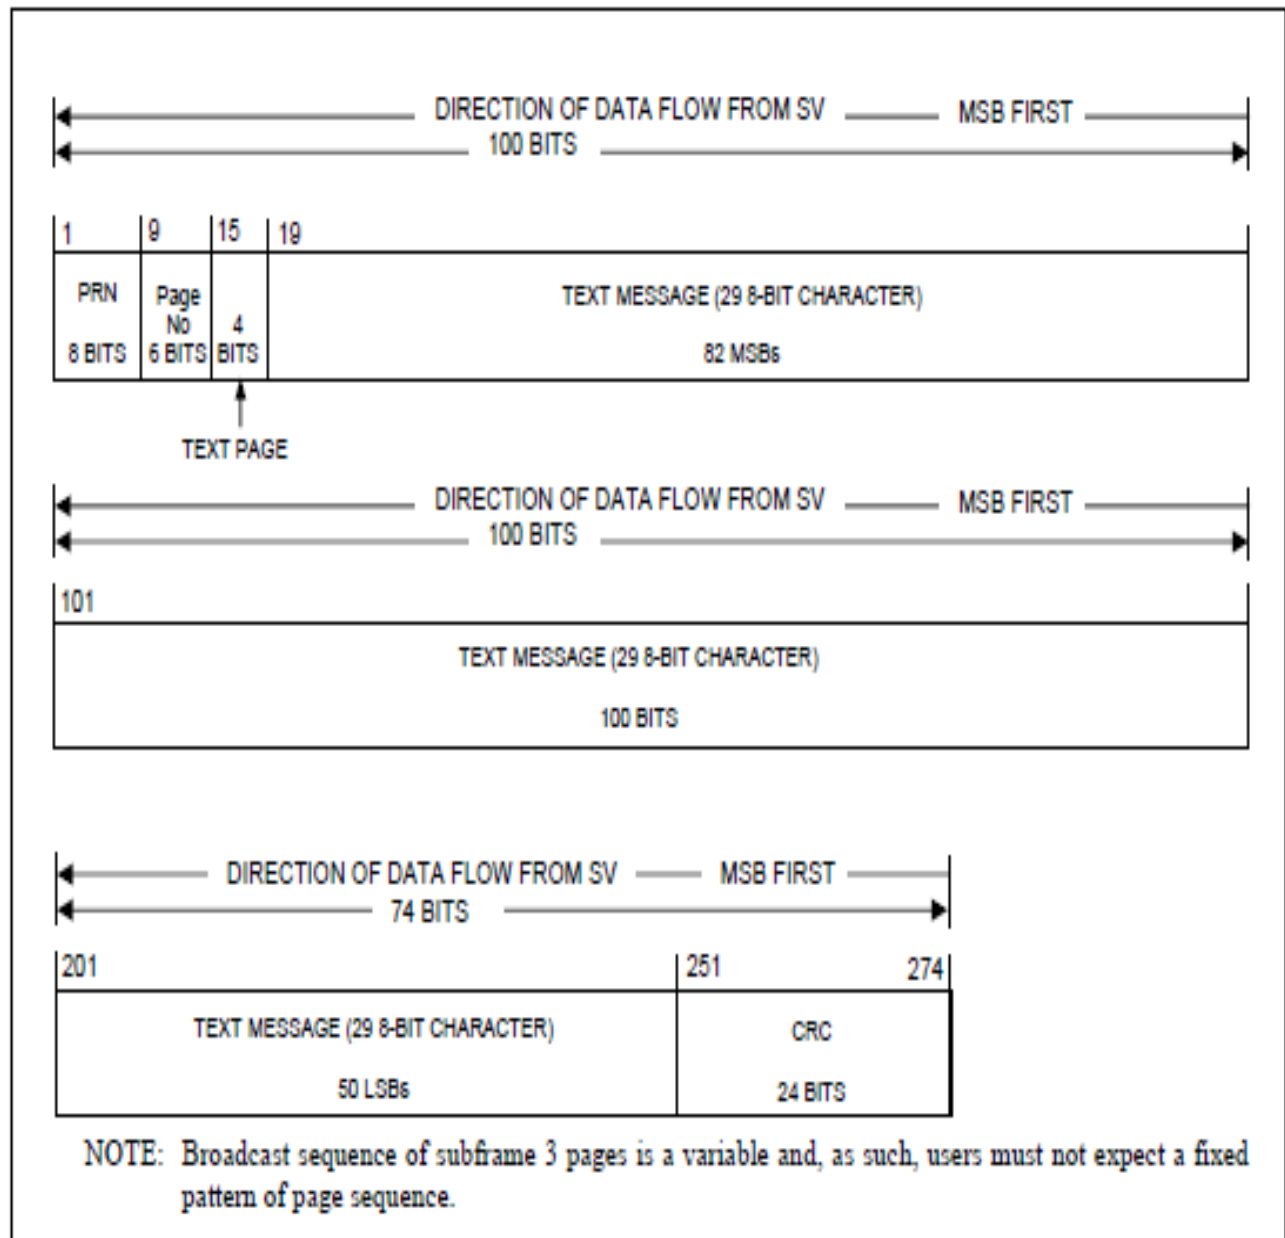 DIRECTION OF DATA FLOW FROM SV MSB FIRST
100 BITS
1 9 15 19
PRN
8 BITS
Page
No
6 BITS
4
BITS
TEXT MESSAGE (29 8-BIT CHARACTER)
82 MSBs
TEXT PAGE
DIRECTION OF DATA FLOW FROM SV MSB FIRST
100 BITS
101
TEXT MESSAGE (29 8-BIT CHARACTER)
100 BITS
DIRECTION OF DATA FLOW FROM SV MSB FIRST
74 BITS
201 251 274
TEXT MESSAGE (29 8-BIT CHARACTER)
50 LSBs
CRC
24 BITS
NOTE: Broadcast sequence of subframe 3 pages is a variable and, as such, users must not expect a fixed
pattern of page sequence.